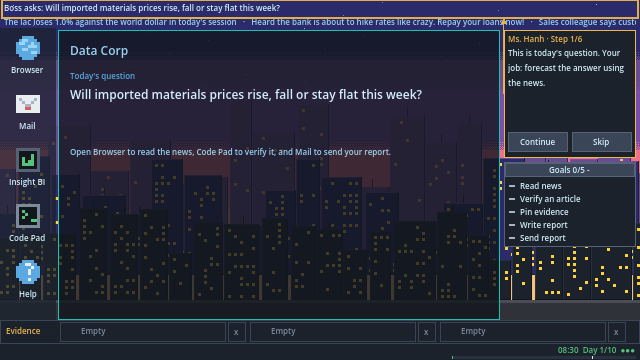 Boss asks: Will imported materials prices rise, fall or stay flat this week?
The lac loses 1.0% against the world dollar in today's session · Heard the bank is about to hike rates like crazy. Repay your loans now! · Sales colleague says cust
Browser
Mail
Insight BI
Code Pad
Help
Data Corp
Today's question
Will imported materials prices rise, fall or stay flat this week?
Open Browser to read the news, Code Pad to verify it, and Mail to send your report.
Ms. Hanh · Step 1/6
This is today's question. Your
job: forecast the answer using
the news.
Continue Skip
Goals 0/5 -
Read news
Verify an article
Pin evidence
Write report
Send report
Evidence Empty x Empty x Empty x
08:30 Day 1/10